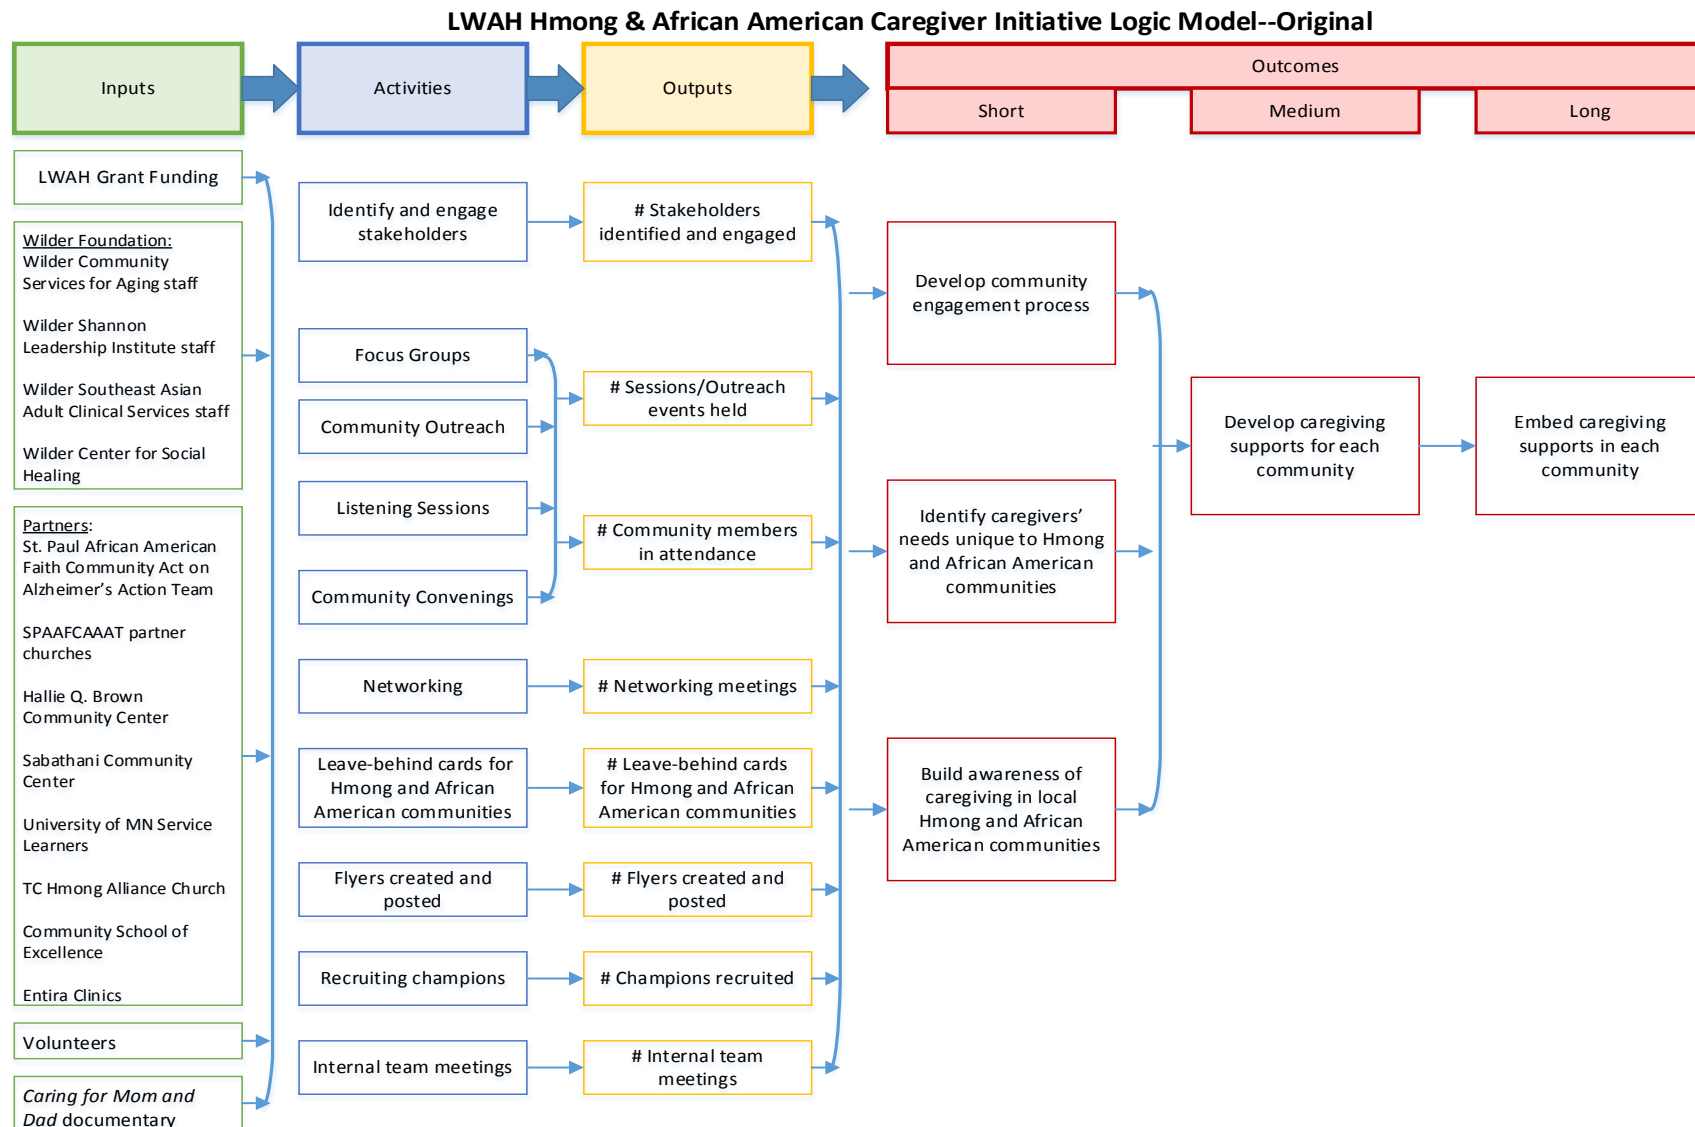 LWAH Hmong & African American Caregiver Initiative Logic Model--Original
Inputs
Activities
Outputs
Outcomes
Short
Medium
Long
LWAH Grant Funding
Wilder Foundation:
Wilder Community
Services for Aging staff
Wilder Shannon
Leadership Institute staff
Wilder Southeast Asian
Adult Clinical Services staff
Wilder Center for Social
Healing
Partners:
St. Paul African American
Faith Community Act on
Alzheimer's Action Team
SPAAFCAAAT partner
churches
Hallie Q. Brown
Community Center
Sabathani Community
Center
University of MN Service
Learners
TC Hmong Alliance Church
Community School of
Excellence
Entira Clinics
Volunteers
Caring for Mom and
Dad documentary
Identify and engage
stakeholders
Focus Groups
Community Outreach
Listening Sessions
Community Convenings
Networking
Leave-behind cards for
Hmong and African
American communities
Flyers created and
posted
Recruiting champions
Internal team meetings
# Stakeholders
identified and engaged
# Sessions/Outreach
events held
# Community members
in attendance
# Networking meetings
# Leave-behind cards
for Hmong and African
American communities
# Flyers created and
posted
# Champions recruited
# Internal team
meetings
Develop community
engagement process
Identify caregivers'
needs unique to Hmong
and African American
communities
Build awareness of
caregiving in local
Hmong and African
American communities
Develop caregiving
supports for each
community
Embed caregiving
supports in each
community